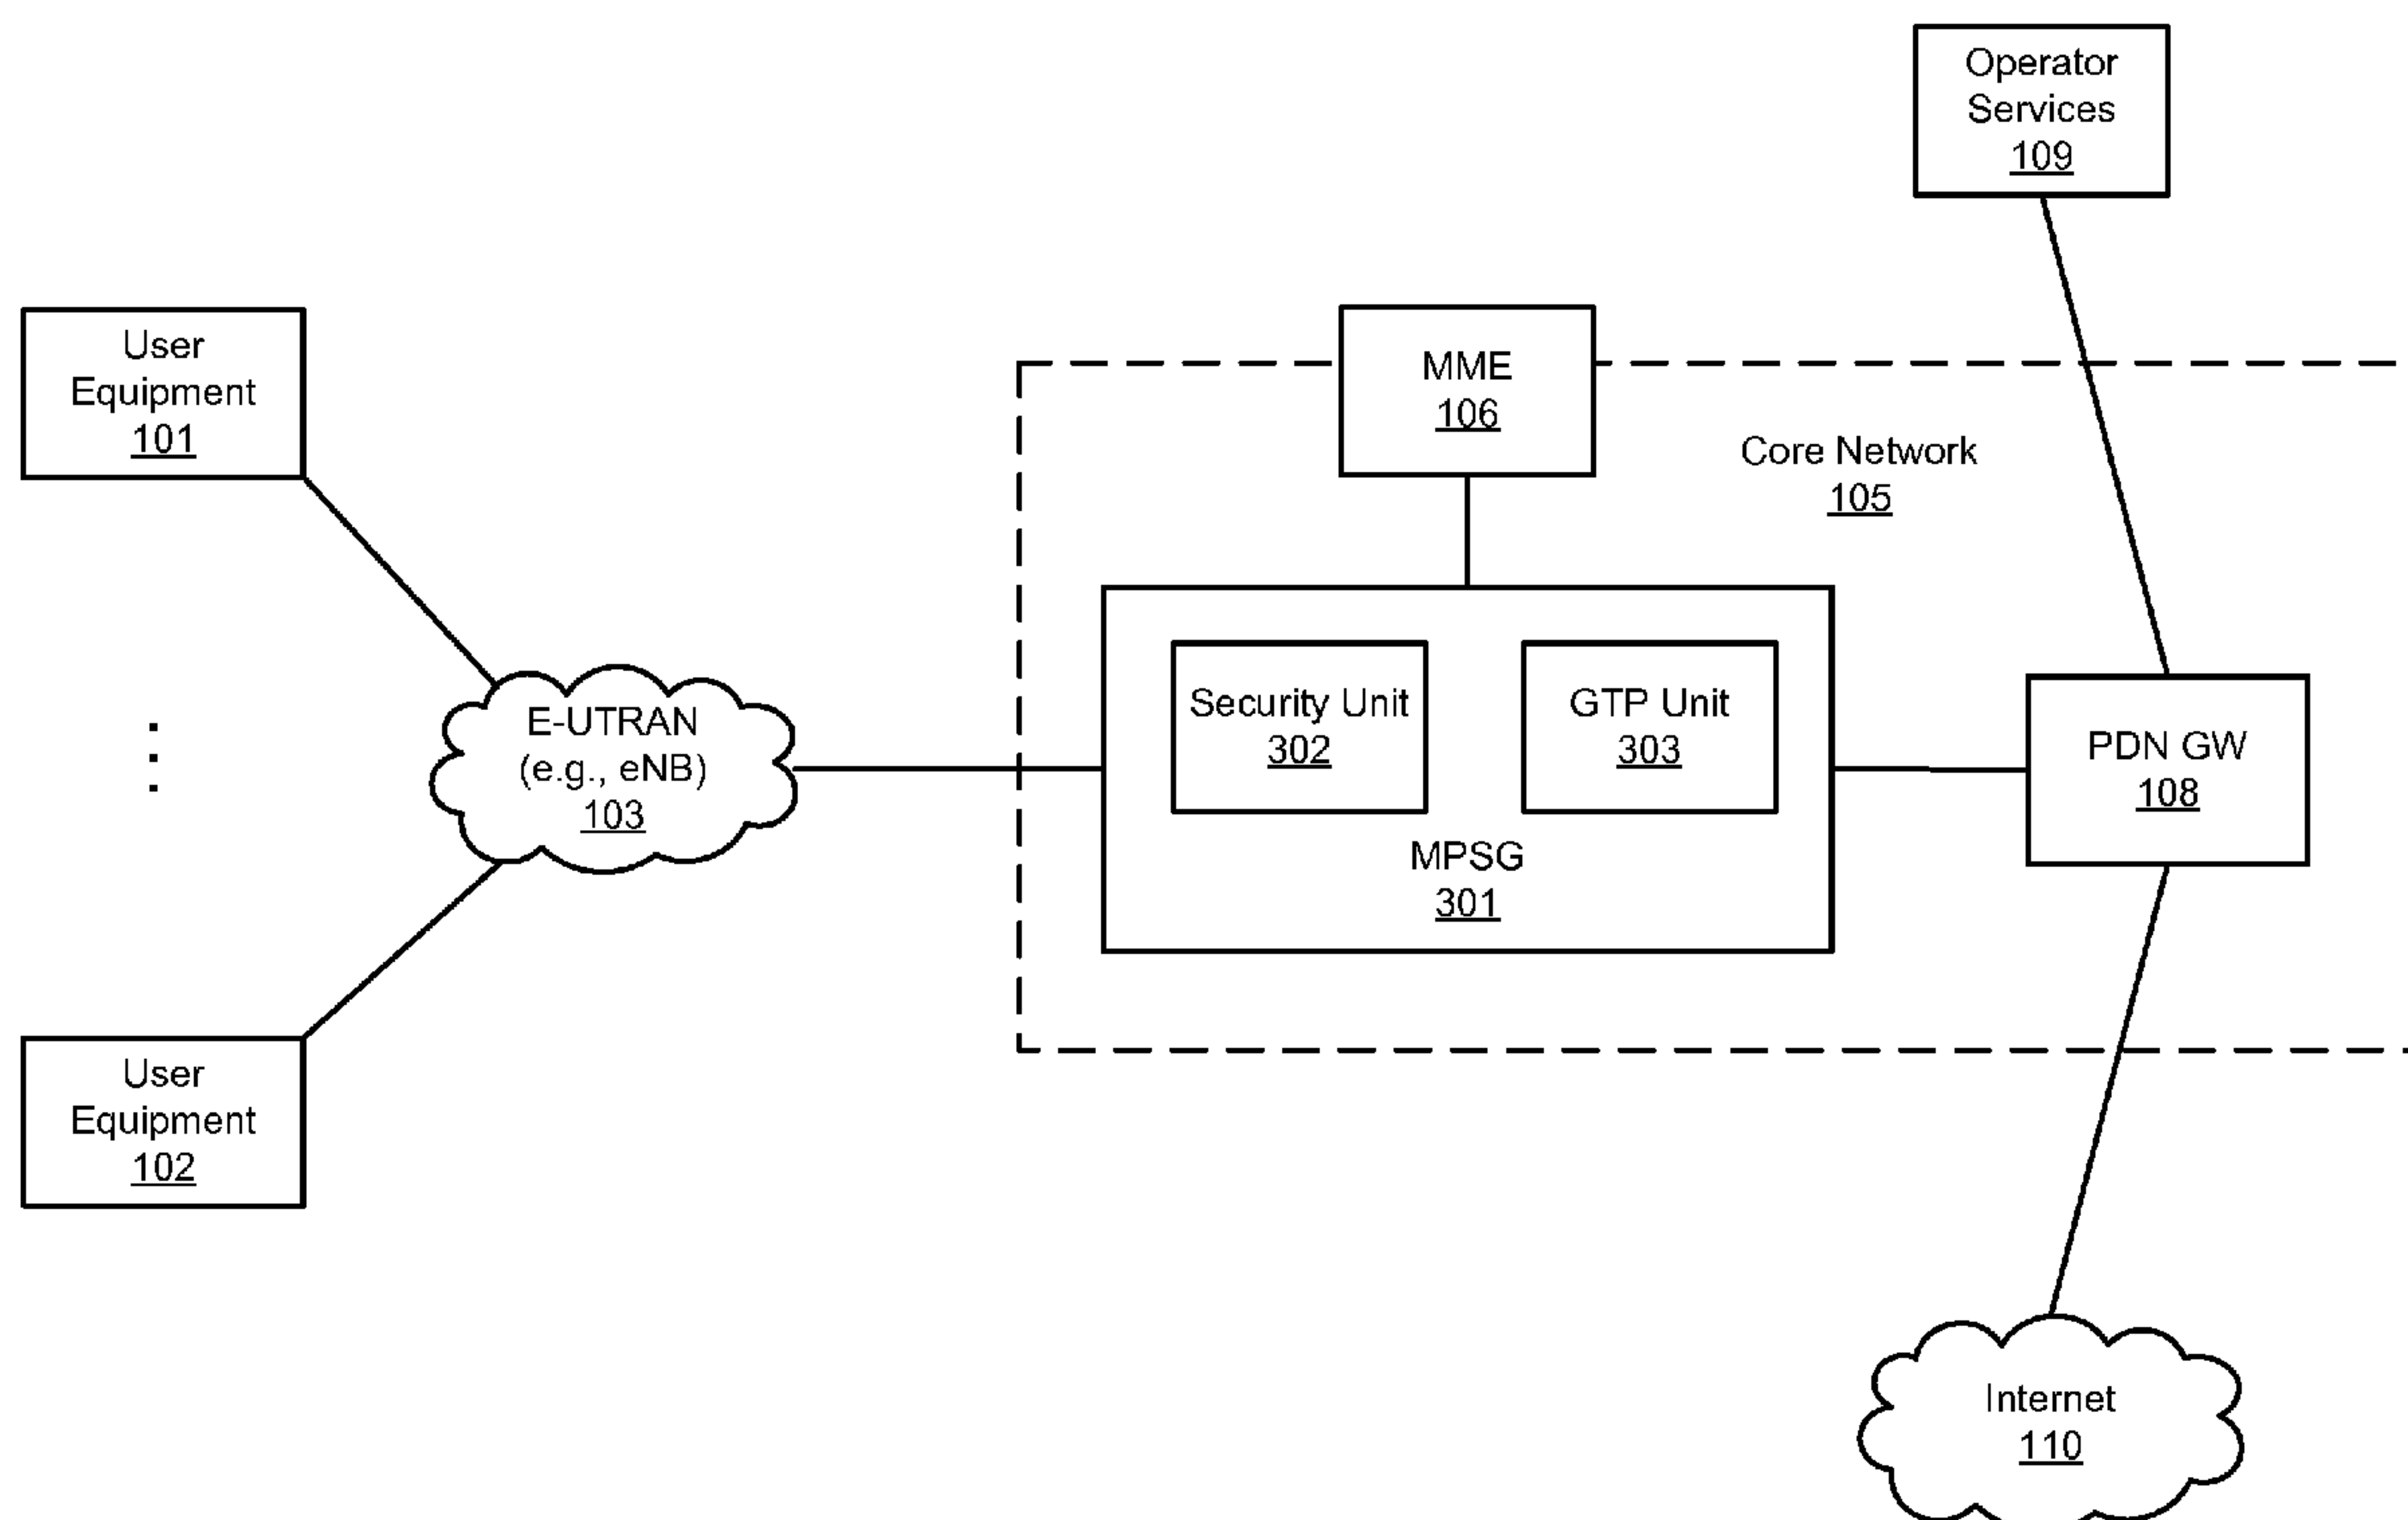 Operator
Services
109
User
Equipment
101
MME
106
Core Network
105
E-UTRAN
(e.g., eNB)
103
Security Unit
302
GTP Unit
303
MPSG
301
PDN GW
108
User
Equipment
102
Internet
110